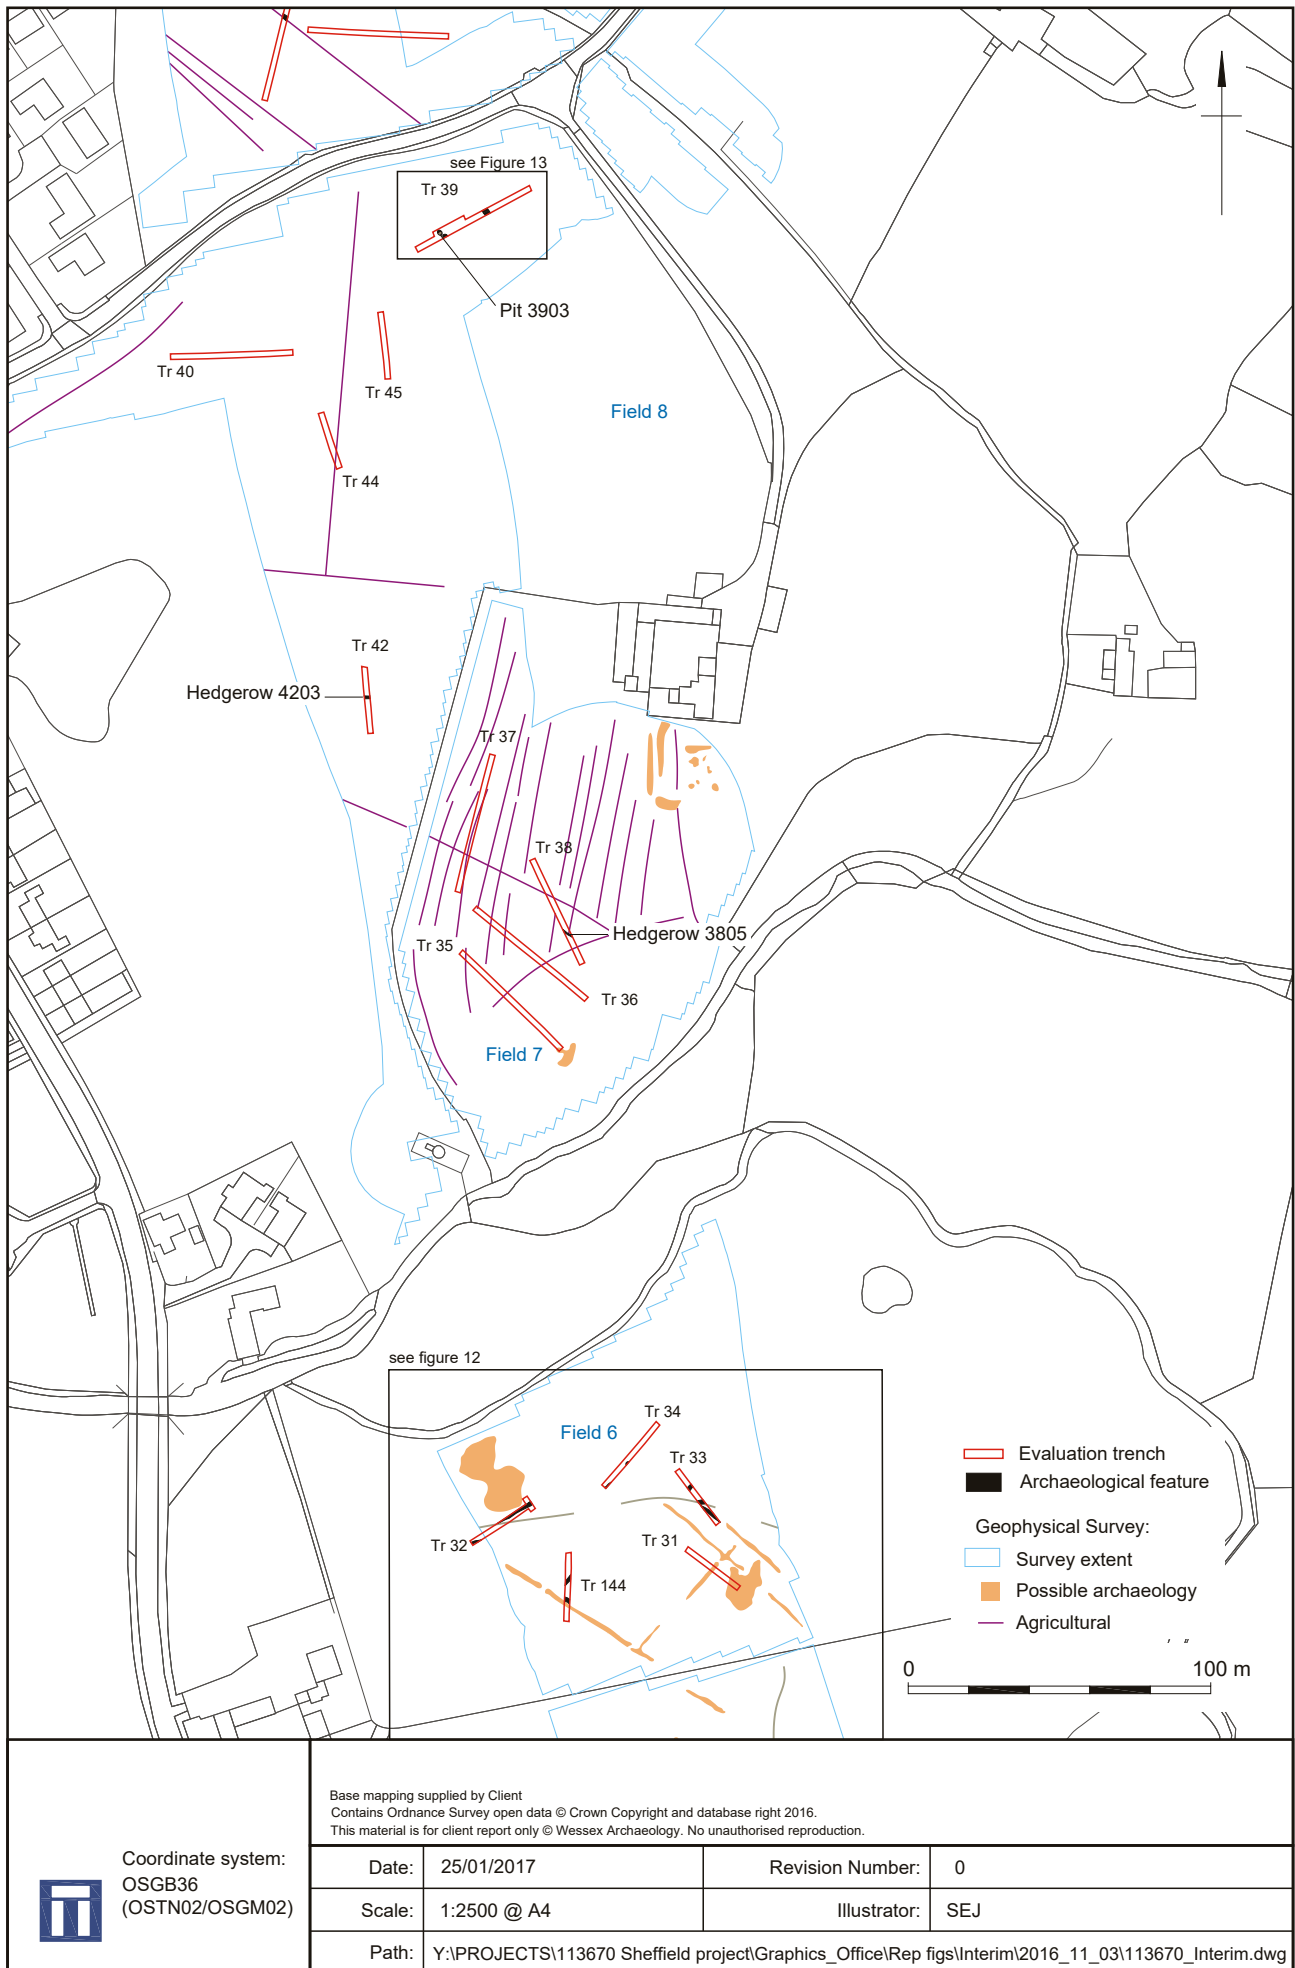 see Figure 13
Tr 39
Pit 3903
Tr 40
Tr 45
Field 8
Tr 44
Tr 42
Hedgerow 4203
Tr 37
Tr 38
Hedgerow 3805
Tr 35
Tr 36
Field 7
see figure 12
Tr 34
Field 6
Tr 33
Tr 32
Tr 31
Tr 144
Evaluation trench
Archaeological feature
Geophysical Survey:
Survey extent
Possible archaeology
Agricultural
0 100 m
Base mapping supplied by Client
Contains Ordnance Survey open data © Crown Copyright and database right 2016.
This material is for client report only © Wessex Archaeology. No unauthorised reproduction.
Coordinate system:
OSGB36
(OSTN02/OSGM02)
Date: 25/01/2017 Revision Number: 0
Scale: 1:2500 @ A4 Illustrator: SEJ
Path: Y:\PROJECTS\113670 Sheffield project\Graphics_Office\Rep figs\Interim\2016_11_03\113670_Interim.dwg